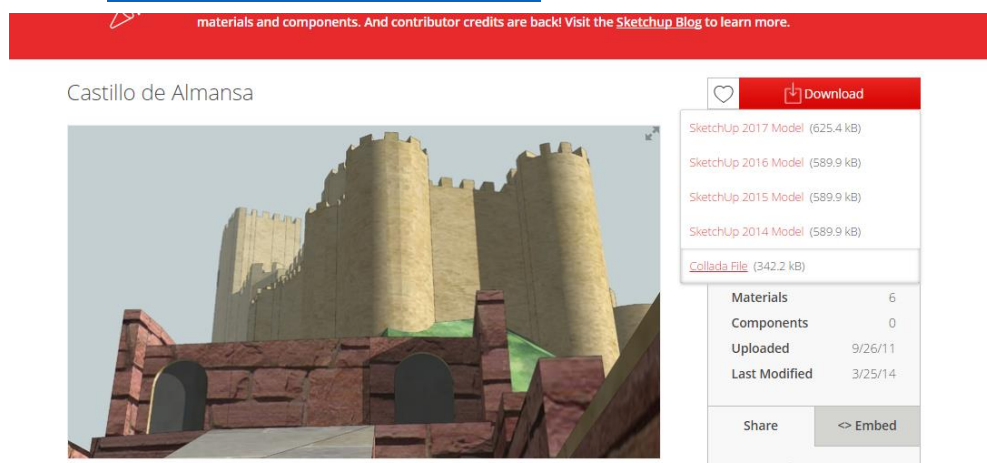 materials and components. And contributor credits are back! Visit the Sketchup Blog to learn more.
Castillo de Almansa
Download
SketchUp 2017 Model (625.4 kB)
SketchUp 2016 Model (589.9 kB)
SketchUp 2015 Model (589.9 kB)
SketchUp 2014 Model (589.9 kB)
Collada File (342.2 kB)
Materials 6
Components 0
Uploaded 9/26/11
Last Modified 3/25/14
Share <> Embed